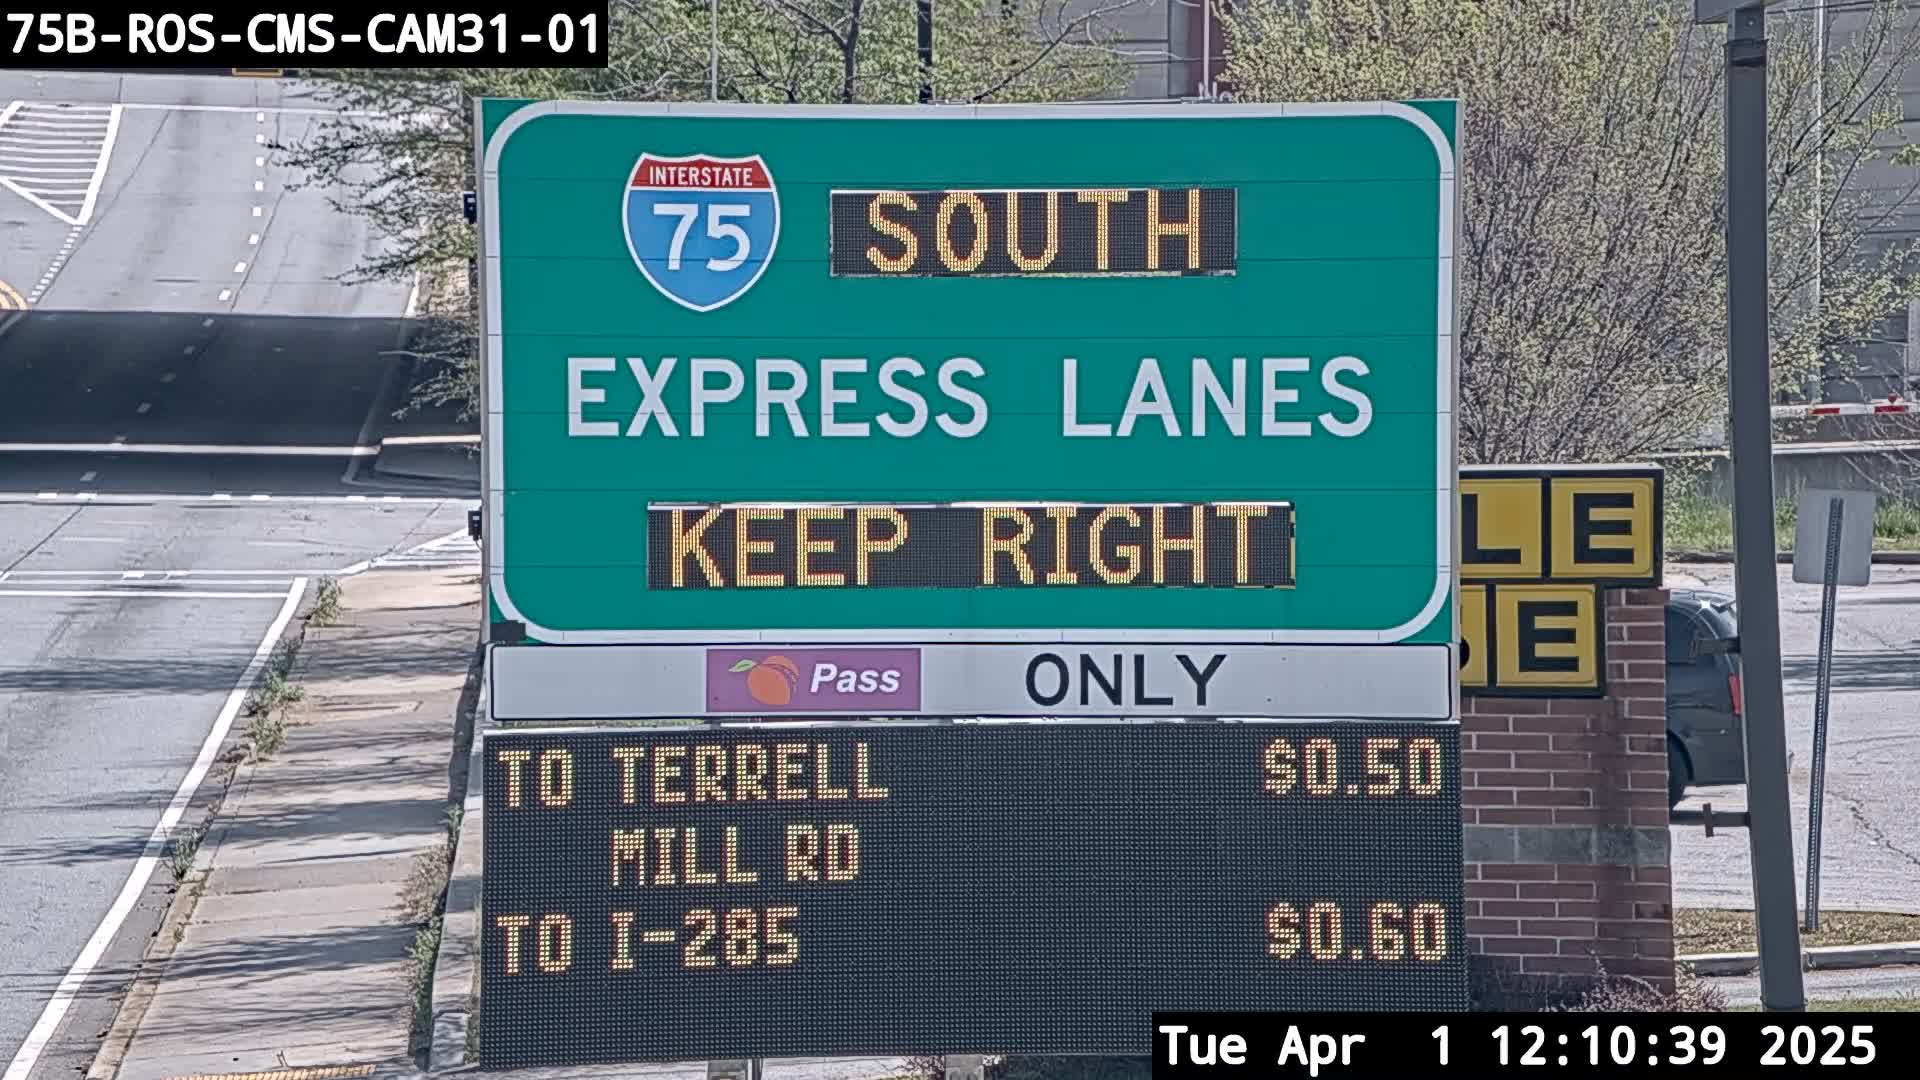 75B-ROS-CMS-CAM31-01
INTERSTATE
75
SOUTH
EXPRESS LANES
KEEP RIGHT
Pass ONLY
TO TERRELL $0.50
MILL RD
TO I-285 $0.60
LE
E
Tue Apr 1 12:10:39 2025